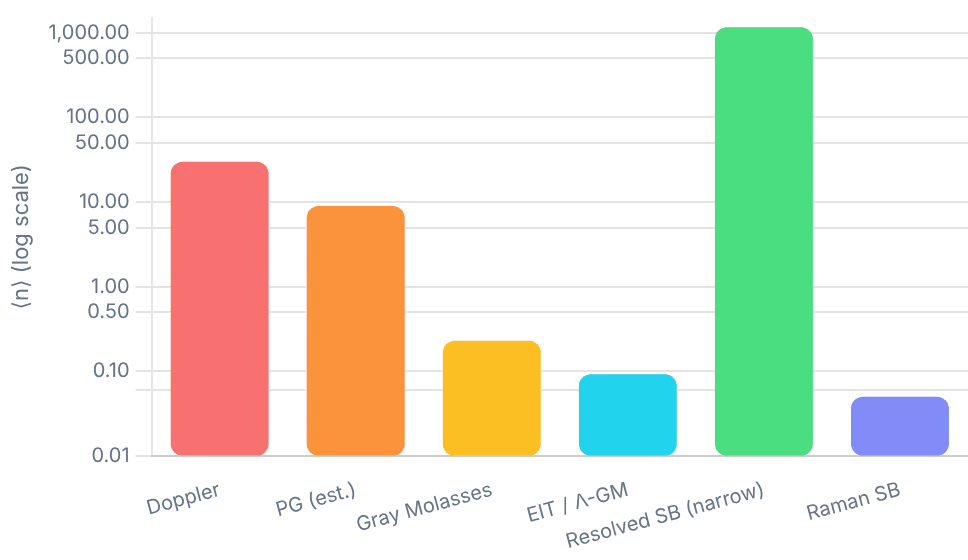 1,000.00
500.00
100.00
50.00
10.00
5.00
1.00
0.50
0.10
0.01
⟨n⟩ (log scale)
Doppler
PG (est.)
Gray Molasses
EIT / Λ-GM
Resolved SB (narrow)
Raman SB